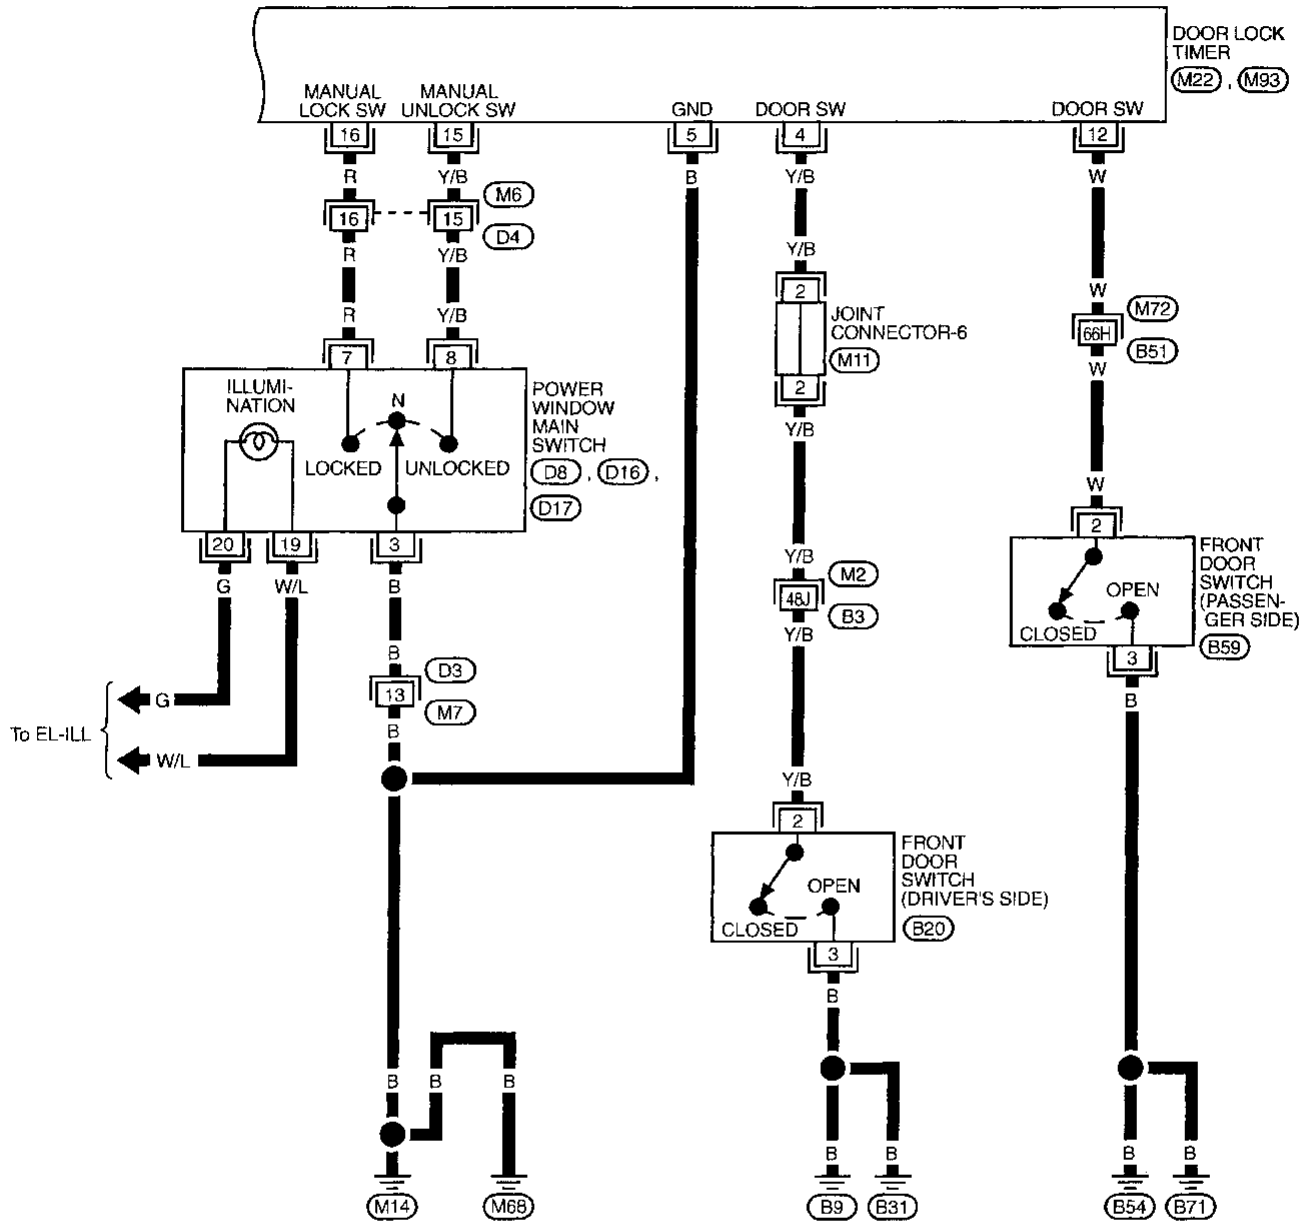 DOOR LOCK
TIMER
M22 , M93
MANUAL
LOCK SW
MANUAL
UNLOCK SW
GND
DOOR SW
DOOR SW
16
15
5
4
12
R
Y/B
B
Y/B
W
M6
16
15
D4
R
Y/B
Y/B
R
Y/B
W
2
JOINT
CONNECTOR-6
M11
2
M72
66H
B51
W
7
8
ILLUMI-
NATION
N
LOCKED
UNLOCKED
POWER
WINDOW
MAIN
SWITCH
D8 , D16 ,
D17
Y/B
W
20
19
3
G
W/L
B
Y/B
M2
48J
B3
Y/B
2
FRONT
DOOR
SWITCH
(PASSEN-
GER SIDE)
B59
OPEN
CLOSED
3
B
B
D3
13
M7
B
To EL-ILL
G
W/L
Y/B
2
FRONT
DOOR
SWITCH
(DRIVER'S SIDE)
B20
OPEN
CLOSED
3
B
B
B
B
B
B
B
B
M14
M68
B9
B31
B54
B71